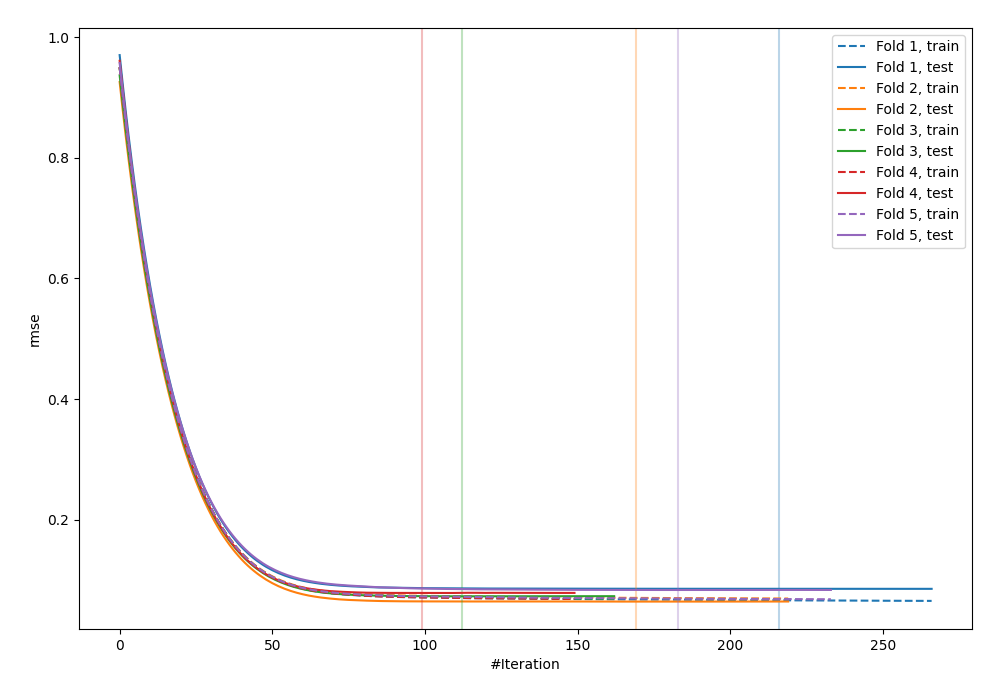 1.0
0.8
0.6
0.4
0.2
rmse
0
50
100
150
200
250
#Iteration
Fold 1, train
Fold 1, test
Fold 2, train
Fold 2, test
Fold 3, train
Fold 3, test
Fold 4, train
Fold 4, test
Fold 5, train
Fold 5, test